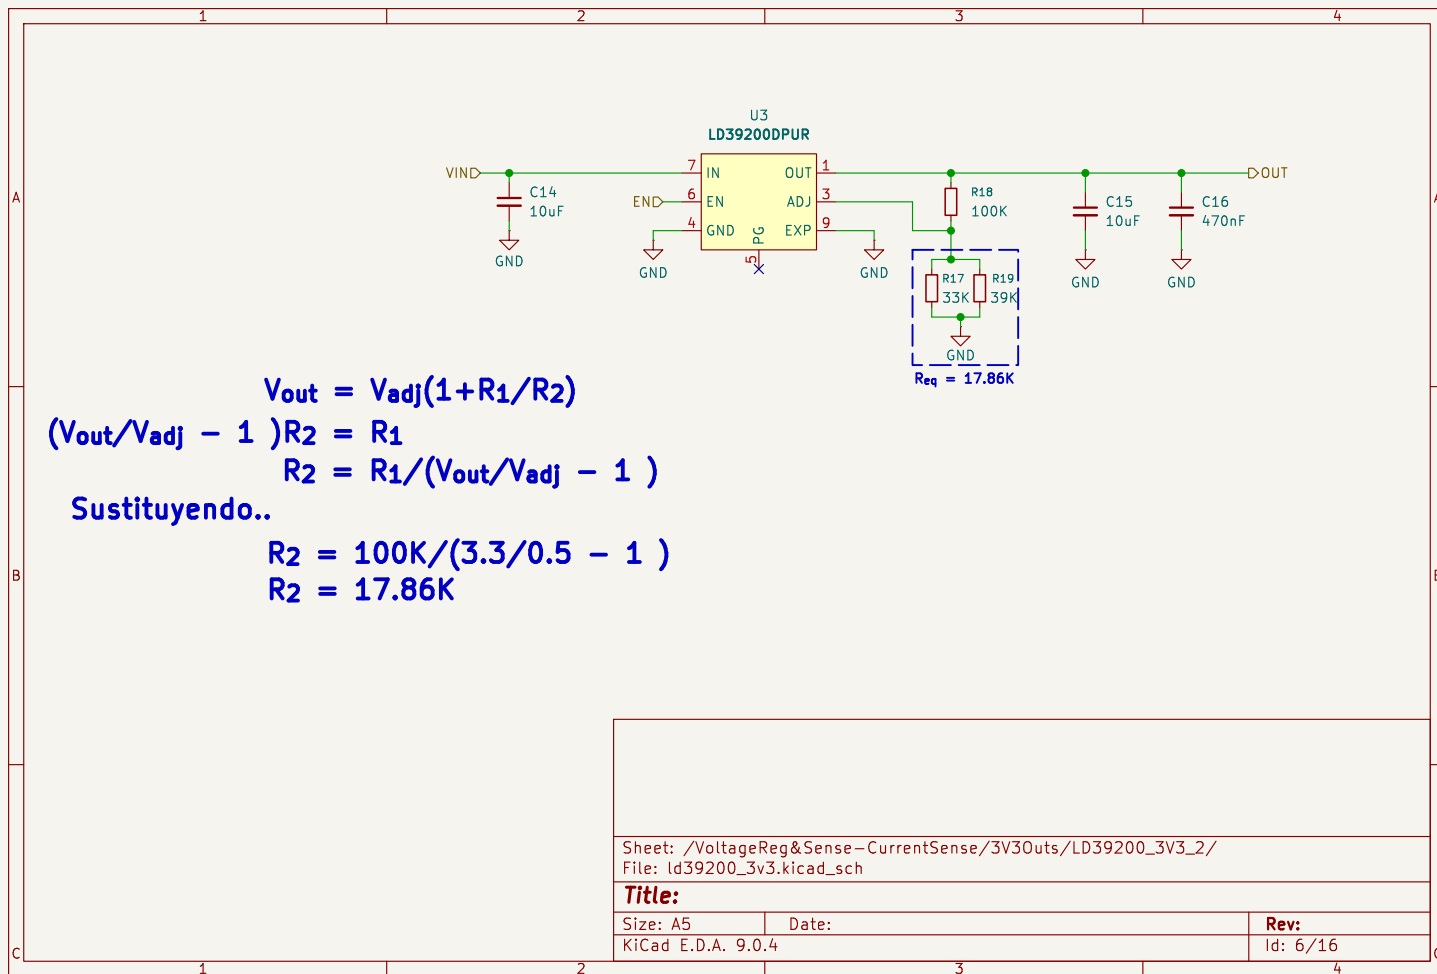 1 2 3 4
U3
LD39200DPUR
VIN
7 IN
OUT 1
OUT
A
C14
10uF
EN
6 EN
ADJ 3
R18
100K
C15
10uF
C16
470nF
4 GND
PG
5
EXP 9
GND
GND
GND
GND
GND
R17
33K
R19
39K
GND
Req = 17.86K
Vout = Vadj(1+R1/R2)
(Vout/Vadj - 1 )R2 = R1
R2 = R1/(Vout/Vadj - 1 )
Sustituyendo..
R2 = 100K/(3.3/0.5 - 1 )
B
R2 = 17.86K
Sheet: /VoltageReg&Sense-CurrentSense/3V3Outs/LD39200_3V3_2/
File: ld39200_3v3.kicad_sch
Title:
Size: A5 Date: Rev:
KiCad E.D.A. 9.0.4 Id: 6/16
C
1 2 3 4